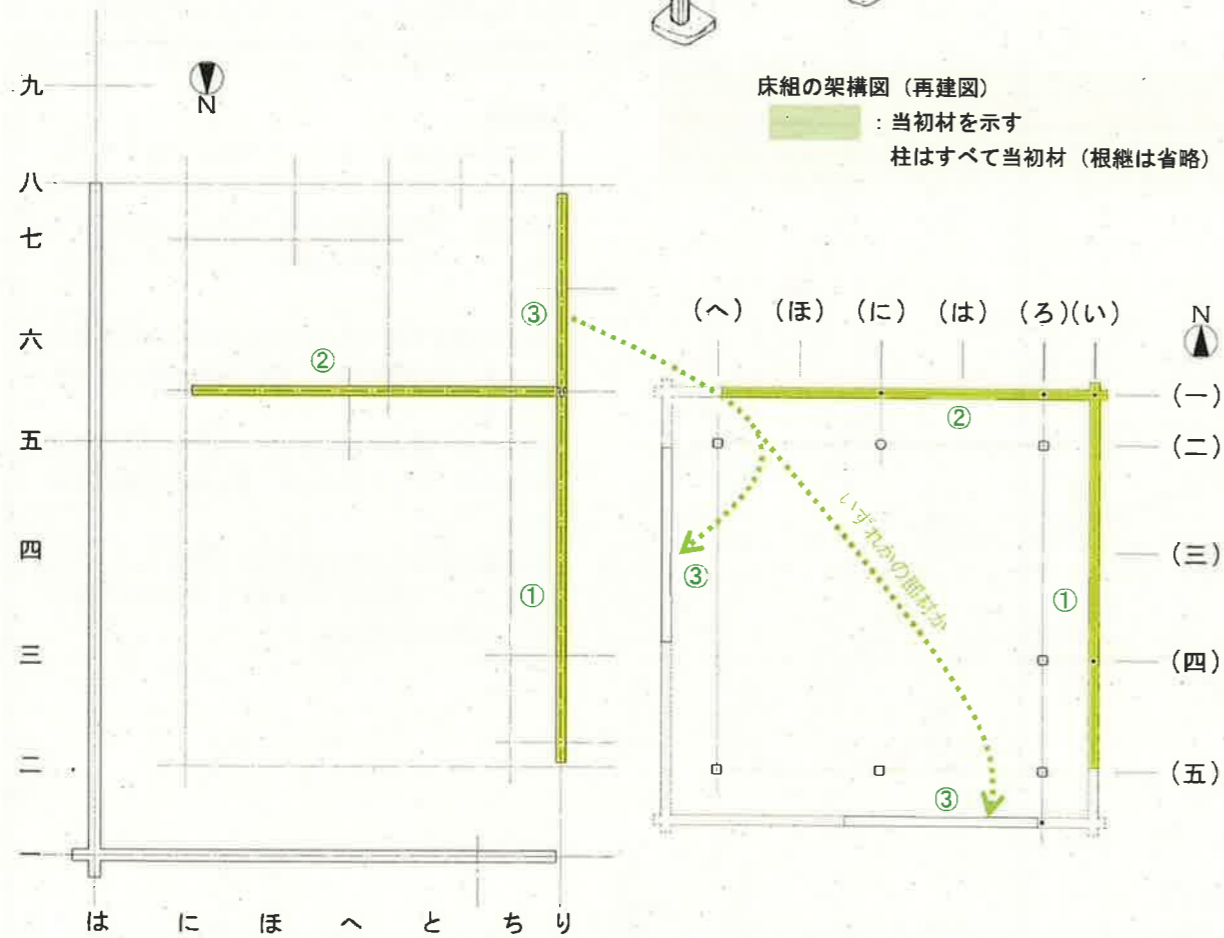 床組の架構図（再建図）
：当初材を示す
柱はすべて当初材（根継は省略）
九
八
七
六
五
四
三
二
一
N
③
②
①
は に ほ へ と ち り
(へ) (ほ) (に) (は) (ろ)(い)
N
(一)
(二)
(三)
(四)
(五)
②
①
③
③
いずれかの部材か